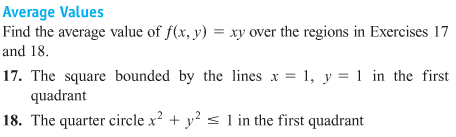 Average Values
Find the average value of f(x, y) = xy over the regions in Exercises 17
and 18.
17. The square bounded by the lines x = 1, y = 1 in the first
quadrant
18. The quarter circle x² + y² ≤ 1 in the first quadrant